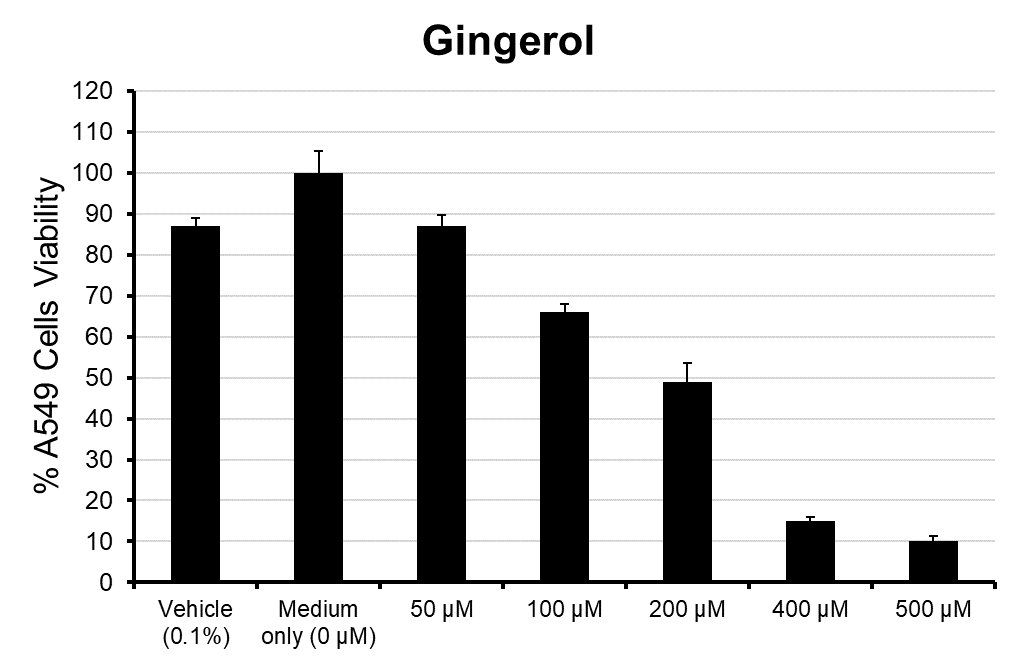 Gingerol
% A549 Cells Viability
120
110
100
90
80
70
60
50
40
30
20
10
0
Vehicle
(0.1%)
Medium
only (0 µM)
50 µM
100 µM
200 µM
400 µM
500 µM